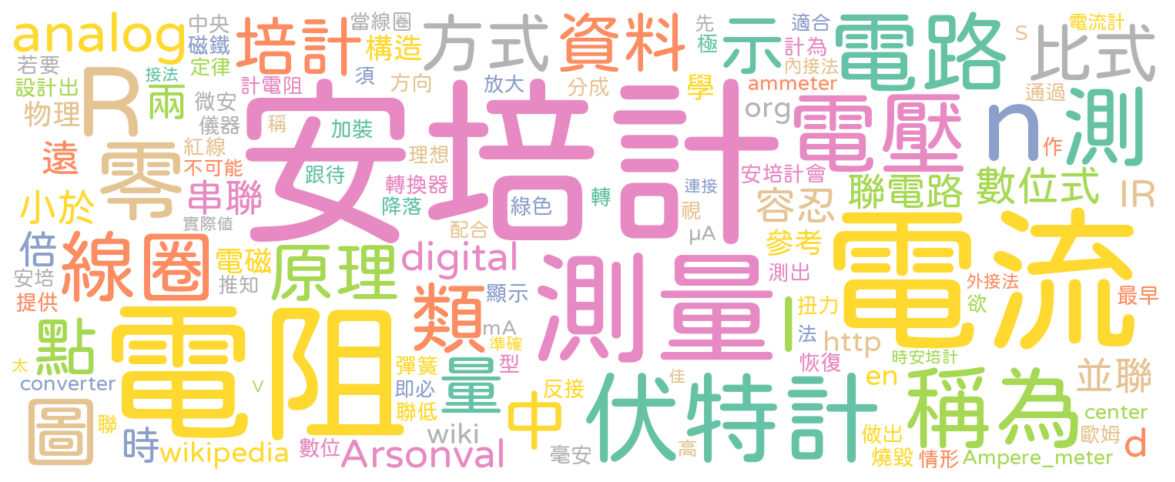 analog
中央
當線圈
方式
資料
先
適合
電路
S
電流計
若要
磁鐵
培計
構造
極
示
計為
內接法
比式
設計出
接法
定律
R
兩
計電阻
須
方向
放大
分成
學
ammeter
通過
物理
微安
儀器
安培計
org
電壓
n
測
作
遠
零
紅線
不可能
稱
加裝
理想
跟待
轉換器
綠色
轉
連接
安培計會
容忍
聯電路
數位式
IR
小於
串聯
降落
實際值
配合
視
μA
電流
倍
線圈
電磁
原理
digital
測量
參考
安培
推知
測出
外接法
最早
提供
類
顯示
I
扭力
欲
點
電阻
mA
法
http
太
準確
彈簧
型
恢復
時安培計
converter
V
即必
量
反接
佳
伏特計
en
稱為
並聯
圖
聯
聯低
中
center
時
wikipedia
數位
Arsonval
wiki
毫安
高
做出
歐姆
d
燒毀
情形
Ampere_meter